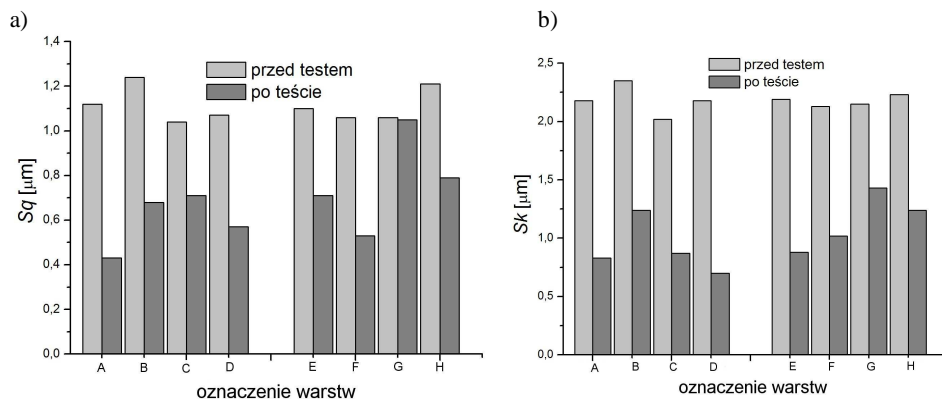 a)
Sq [μm]
1,4
1,2
1,0
0,8
0,6
0,4
0,2
0,0
przed testem
po teście
A B C D E F G H
oznaczenie warstw
b)
Sk [μm]
2,5
2,0
1,5
1,0
0,5
0,0
przed testem
po teście
A B C D E F G H
oznaczenie warstw